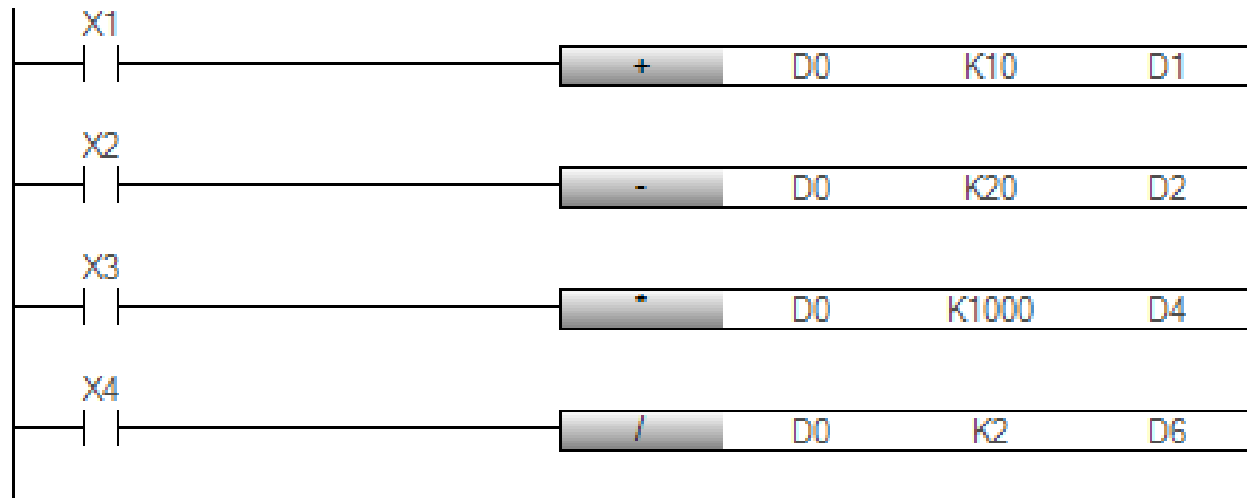 X1
+ D0 K10 D1
X2
- D0 K20 D2
X3
* D0 K1000 D4
X4
/ D0 K2 D6